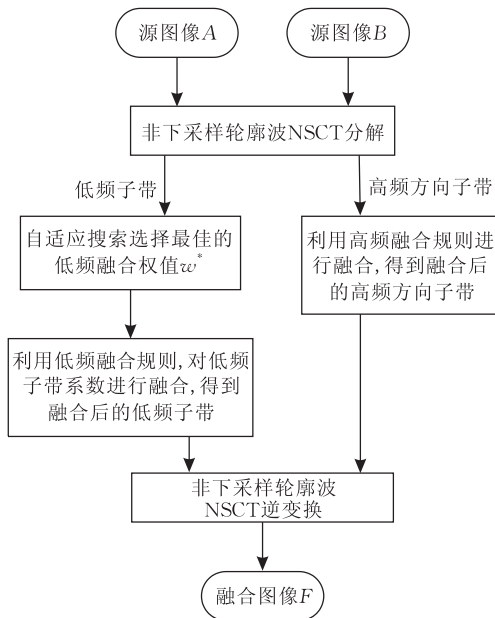 源图像A
源图像B
非下采样轮廓波NSCT分解
低频子带
高频方向子带
自适应搜索选择最佳的
低频融合权值w*
利用高频融合规则进
行融合,得到融合后
的高频方向子带
利用低频融合规则,对低频
子带系数进行融合,得到
融合后的低频子带
非下采样轮廓波
NSCT逆变换
融合图像F